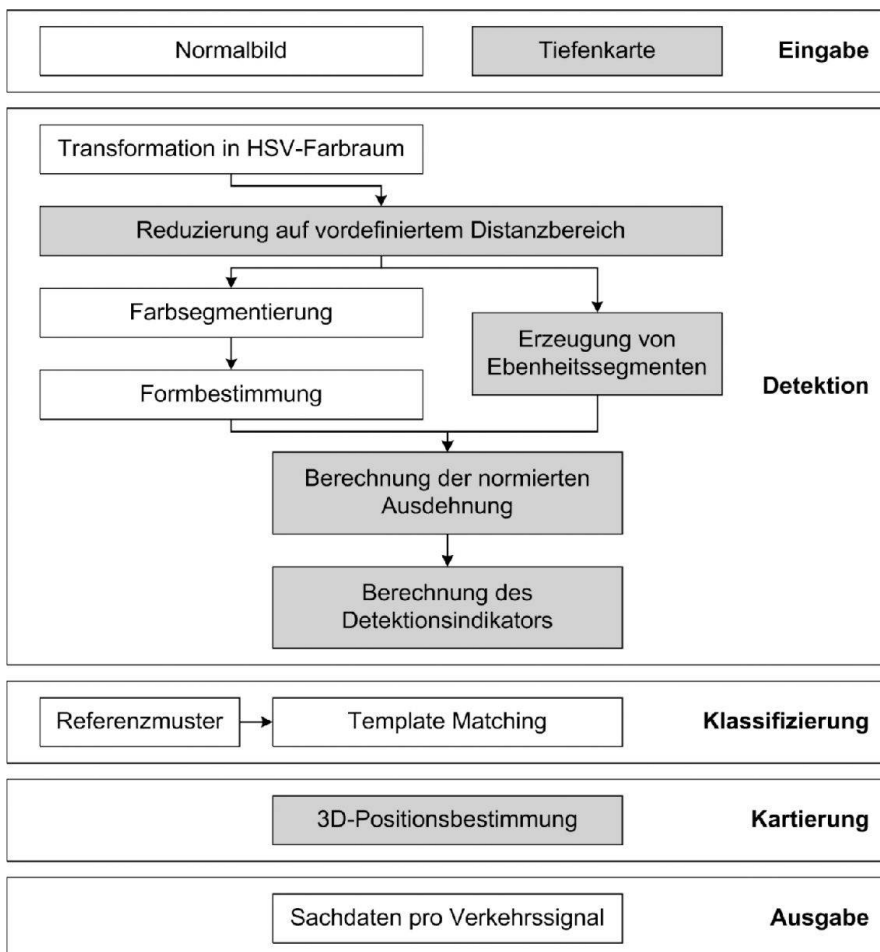 Normalbild
Tiefenkarte
Eingabe
Transformation in HSV-Farbraum
Reduzierung auf vordefiniertem Distanzbereich
Farbsegmentierung
Erzeugung von
Ebenheitssegmenten
Formbestimmung
Detektion
Berechnung der normierten
Ausdehnung
Berechnung des
Detektionsindikators
Referenzmuster
Template Matching
Klassifizierung
3D-Positionsbestimmung
Kartierung
Sachdaten pro Verkehrssignal
Ausgabe